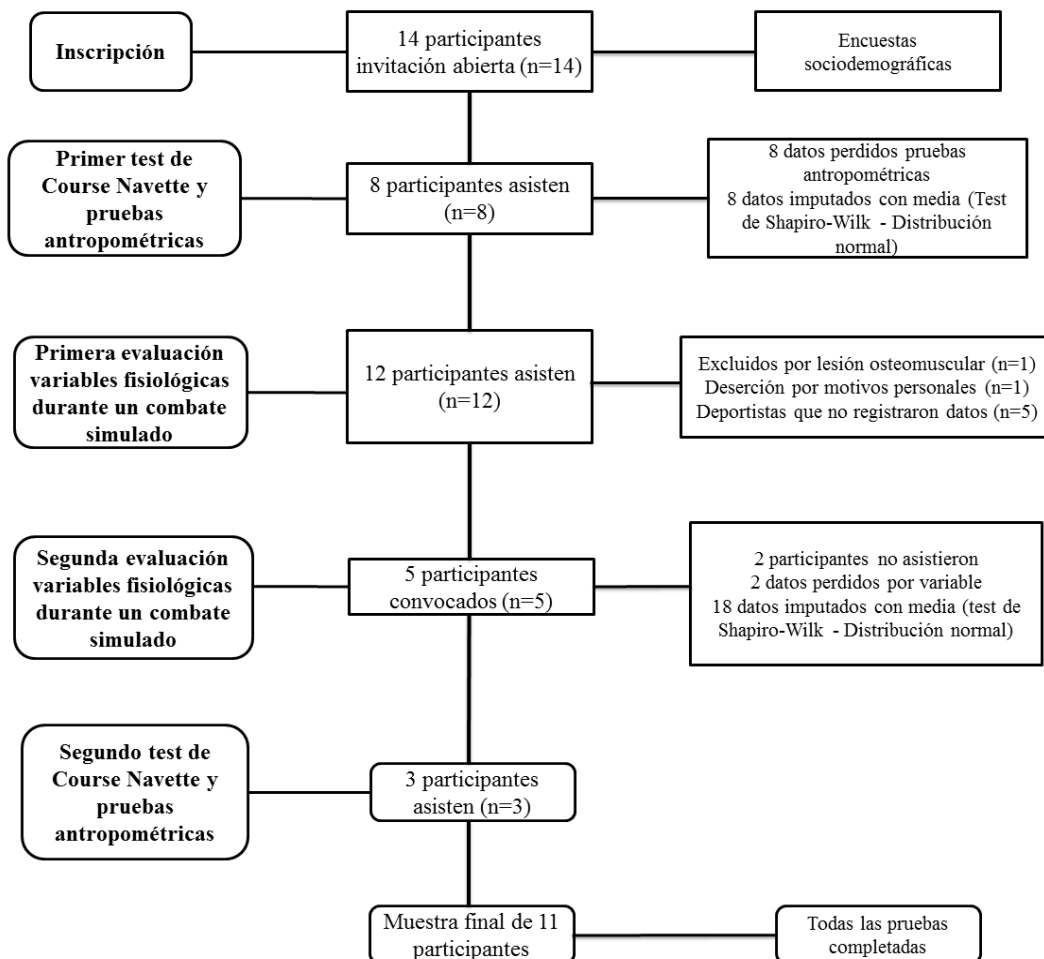 Inscripción
14 participantes
invitación abierta (n=14)
Encuestas
sociodemográficas
Primer test de
Course Navette y
pruebas
antropométricas
8 participantes asisten
(n=8)
8 datos perdidos pruebas
antropométricas
8 datos imputados con media (Test
de Shapiro-Wilk - Distribución
normal)
Primera evaluación
variables fisiológicas
durante un combate
simulado
12 participantes asisten
(n=12)
Excluidos por lesión osteomuscular (n=1)
Deserción por motivos personales (n=1)
Deportistas que no registraron datos (n=5)
Segunda evaluación
variables fisiológicas
durante un combate
simulado
5 participantes
convocados (n=5)
2 participantes no asistieron
2 datos perdidos por variable
18 datos imputados con media (test de
Shapiro-Wilk - Distribución normal)
Segundo test de
Course Navette y
pruebas
antropométricas
3 participantes
asisten (n=3)
Muestra final de 11
participantes
Todas las pruebas
completadas